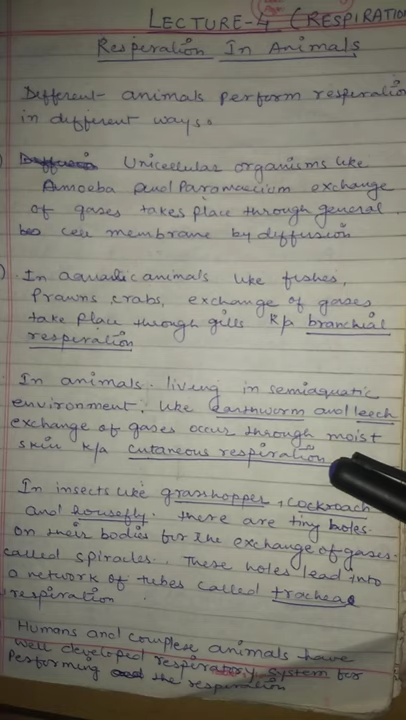 LECTURE-4 (RESPIRATION
Resperation In Animals
Different animals perform resperation
in different ways.
) Unicellular organisms like
Amoeba and Paramaecium exchange
of gases takes place through general
cell membrane by diffusion
) In aquatic animals like fishes,
Prawns crabs, exchange of gases
take place through gills k/a branchial
respiration
In animals living in semiaquatic
environment, like earthworm and leech
exchange of gases occur through moist
skin k/a cutaneous respiration
In insects like grasshopper, cockroach
and housefly. there are tiny holes
on their bodies for the exchange of gases
called spiracles. These holes lead into
a network of tubes called trachea
respiration.
Humans and complese animals have
well developed respiratory system for
Performing the respiration